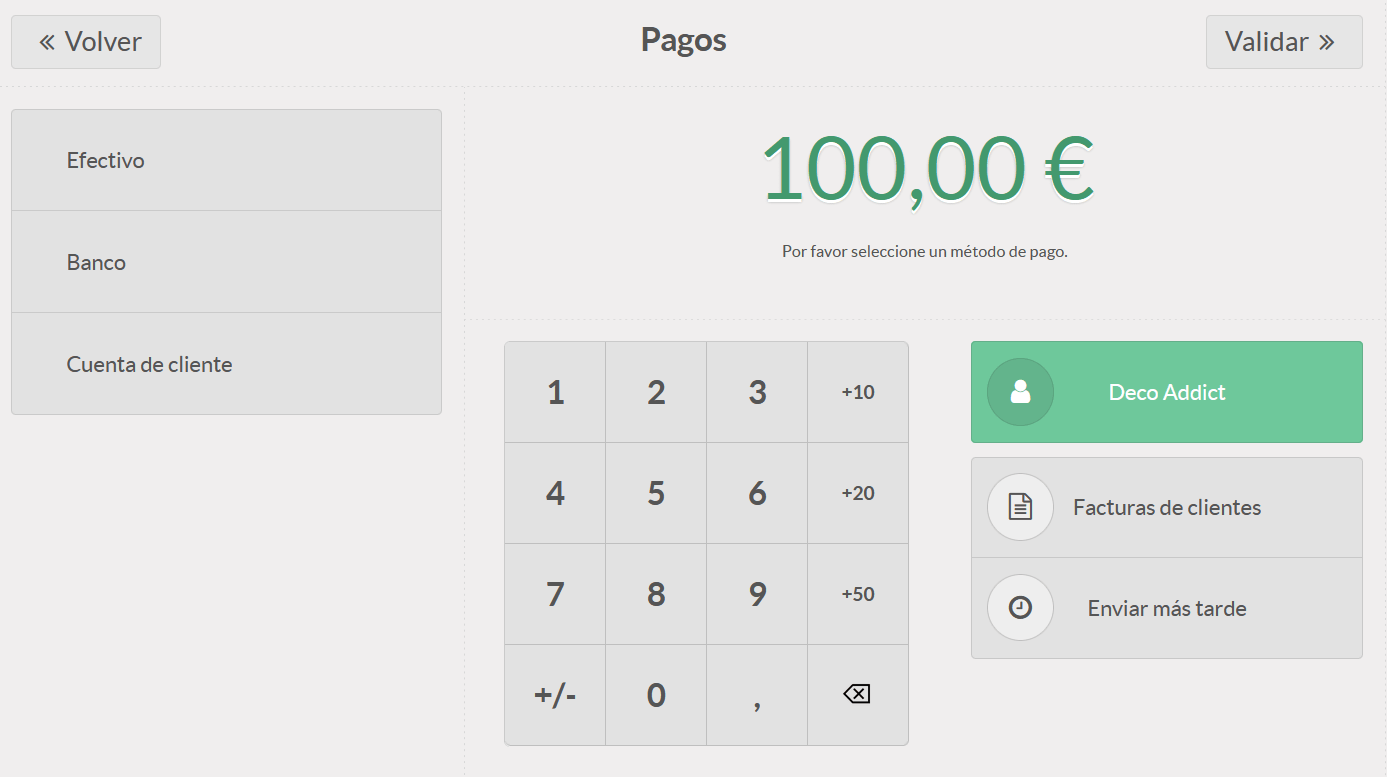 Volver
Pagos
Validar
Efectivo
Banco
Cuenta de cliente
100,00 €
Por favor seleccione un método de pago.
1 2 3 +10
4 5 6 +20
7 8 9 +50
+/- 0 ,
Deco Addict
Facturas de clientes
Enviar más tarde